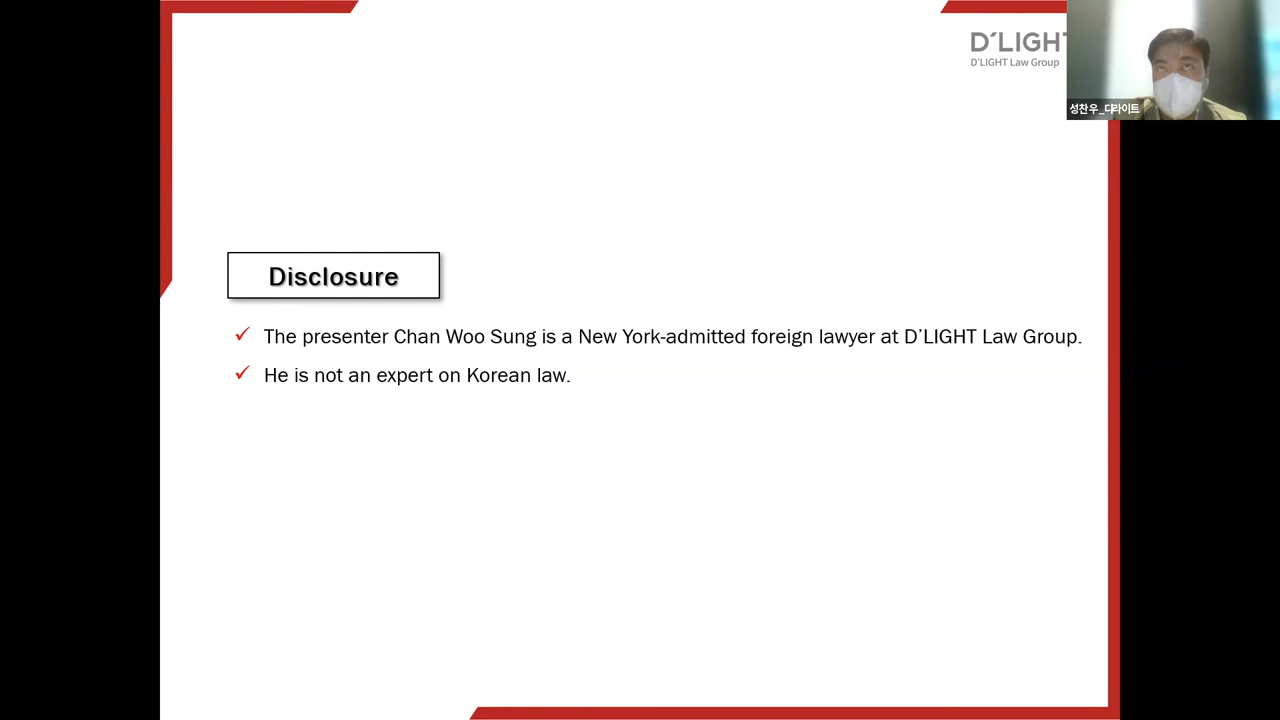 D'LIGHT
D'LIGHT Law Group
성찬우_디라이트
Disclosure
✓ The presenter Chan Woo Sung is a New York-admitted foreign lawyer at D’LIGHT Law Group.
✓ He is not an expert on Korean law.